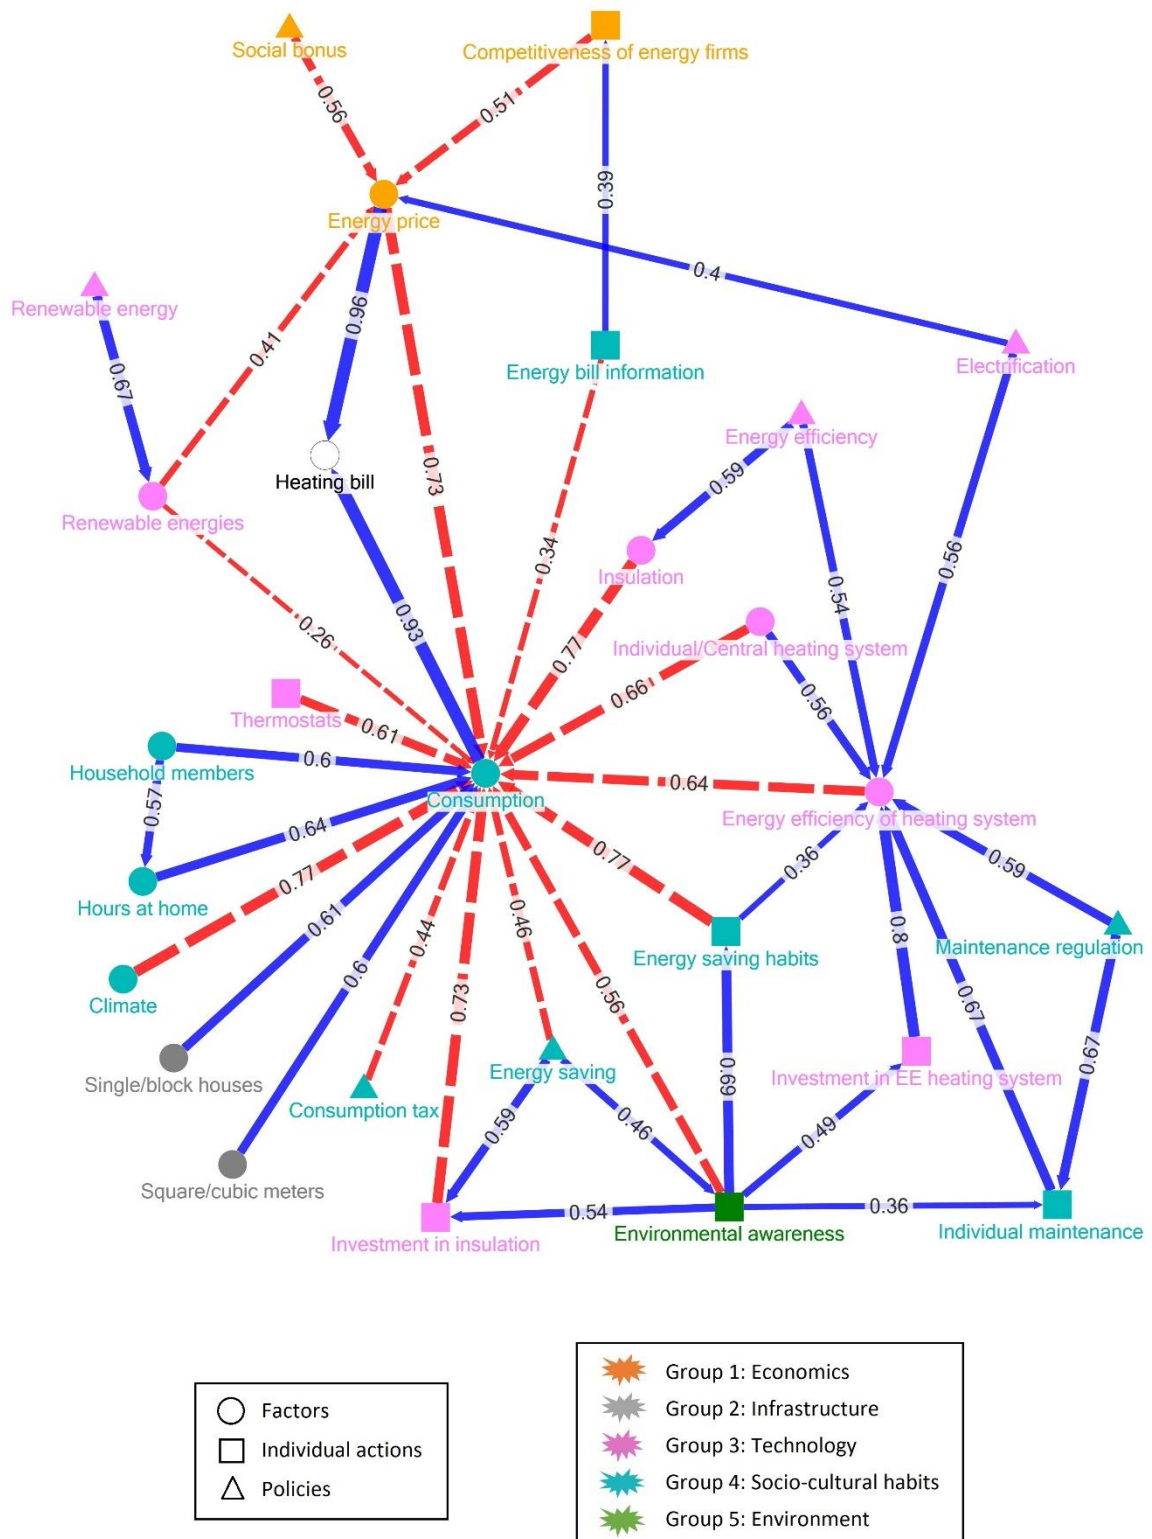 Social bonus
Competitiveness of energy firms
0.56
0.51
0.39
Energy price
0.4
Renewable energy
0.96
0.41
Energy bill information
Electrification
0.67
Energy efficiency
Heating bill
0.73
0.59
Renewable energies
0.34
0.56
Insulation
0.54
0.26
0.93
Individual/Central heating system
0.77
0.66
0.56
Thermostats
0.61
Household members
0.6
Consumption
0.64
0.57
Energy efficiency of heating system
0.64
0.77
0.36
0.59
0.77
Hours at home
0.61
0.44
0.46
Energy saving habits
0.8
Maintenance regulation
Climate
0.6
0.73
0.56
0.67
Single/block houses
Energy saving
0.69
Investment in EE heating system
0.67
Consumption tax
0.59
0.46
0.49
Square/cubic meters
0.54
0.36
Investment in insulation
Environmental awareness
Individual maintenance
Factors
Individual actions
Policies
Group 1: Economics
Group 2: Infrastructure
Group 3: Technology
Group 4: Socio-cultural habits
Group 5: Environment